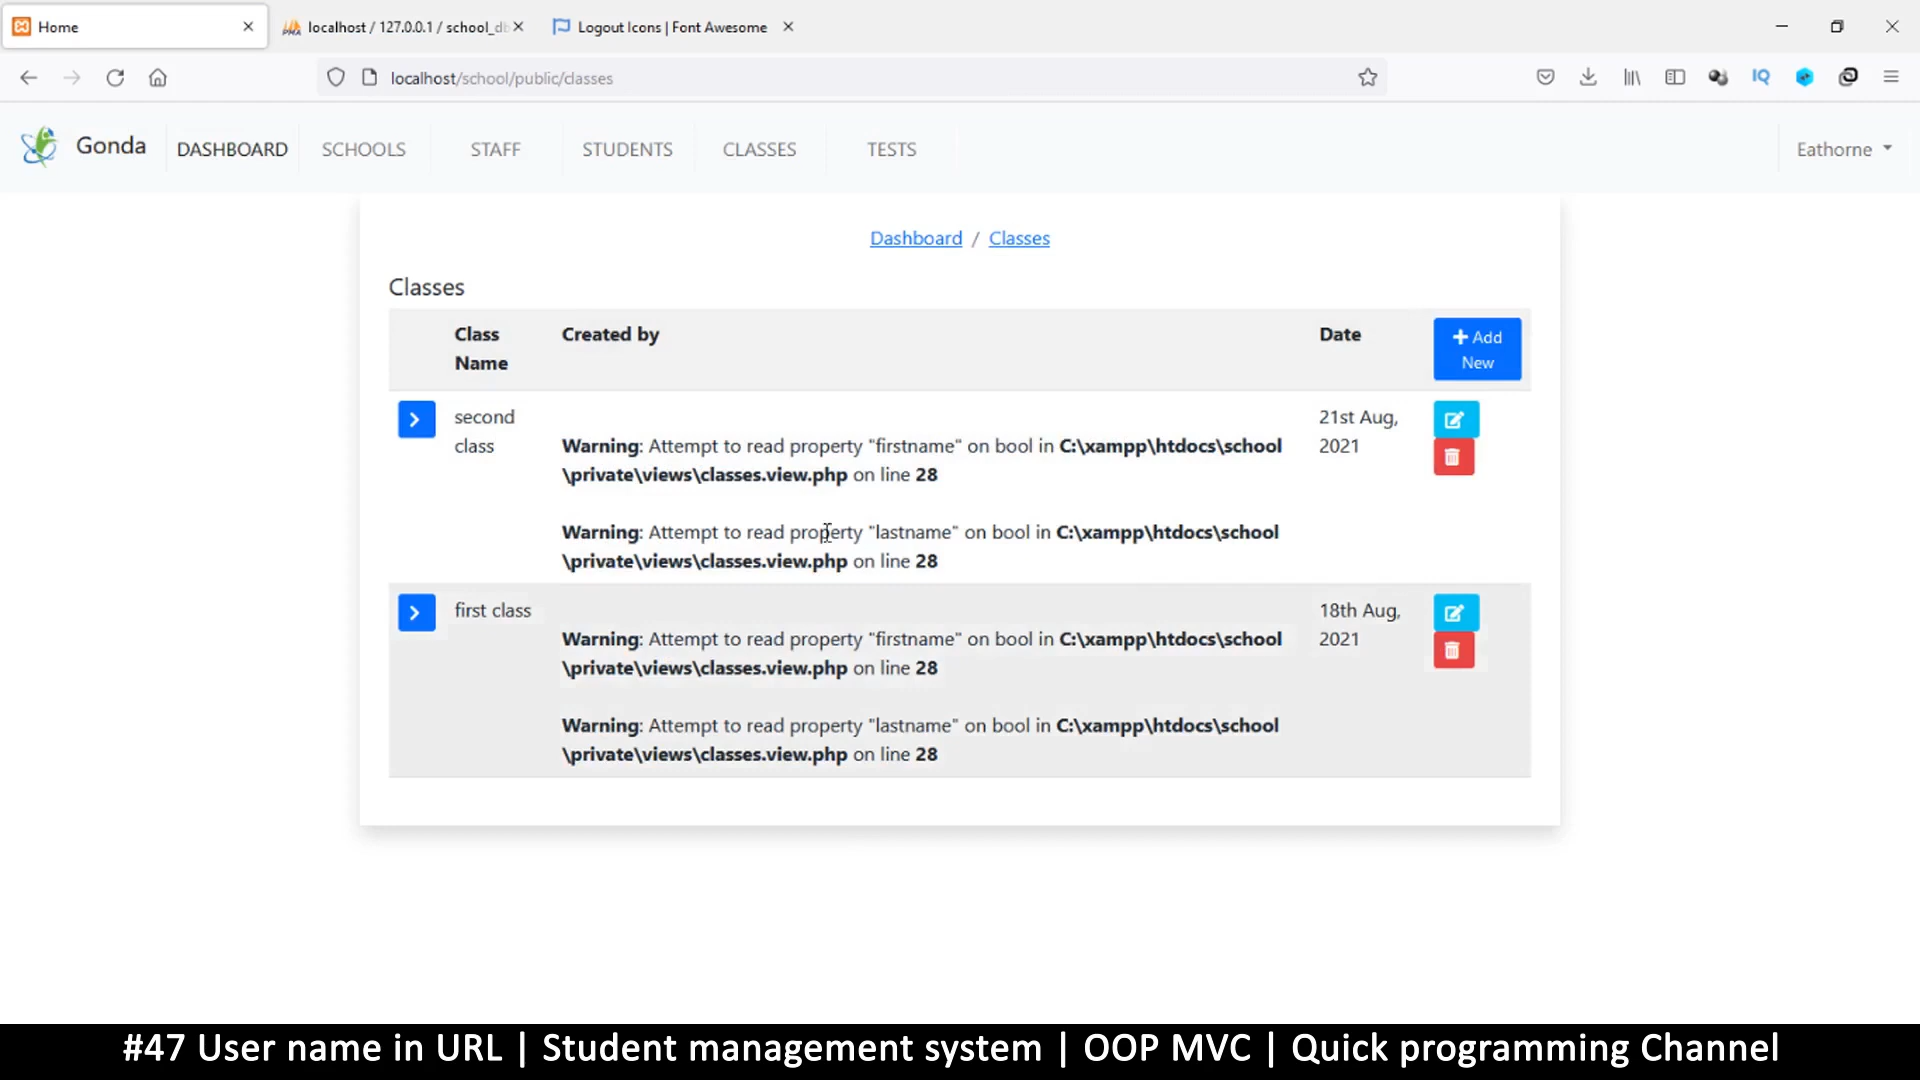 Home
localhost / 127.0.0.1 / school_db
Logout Icons | Font Awesome
localhost/school/public/classes
IQ
Gonda
DASHBOARD
SCHOOLS
STAFF
STUDENTS
CLASSES
TESTS
Eathorne
Dashboard / Classes
Classes
Class Name
Created by
Date
Add New
second class
Warning: Attempt to read property "firstname" on bool in C:\xampp\htdocs\school
\private\views\classes.view.php on line 28
Warning: Attempt to read property "lastname" on bool in C:\xampp\htdocs\school
\private\views\classes.view.php on line 28
21st Aug,
2021
first class
Warning: Attempt to read property "firstname" on bool in C:\xampp\htdocs\school
\private\views\classes.view.php on line 28
Warning: Attempt to read property "lastname" on bool in C:\xampp\htdocs\school
\private\views\classes.view.php on line 28
18th Aug,
2021
#47 User name in URL | Student management system | OOP MVC | Quick programming Channel